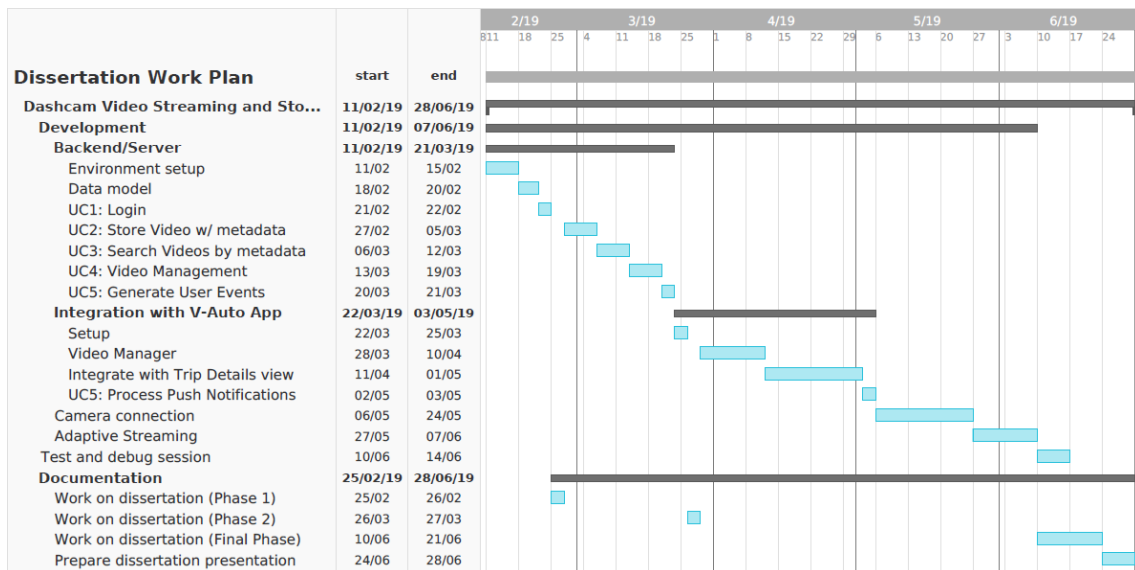 2/19 3/19 4/19 5/19 6/19
811 18 25 4 11 18 25 1 8 15 22 29 6 13 20 27 3 10 17 24
Dissertation Work Plan start end
Dashcam Video Streaming and Sto... 11/02/19 28/06/19
Development 11/02/19 07/06/19
Backend/Server 11/02/19 21/03/19
Environment setup 11/02 15/02
Data model 18/02 20/02
UC1: Login 21/02 22/02
UC2: Store Video w/ metadata 27/02 05/03
UC3: Search Videos by metadata 06/03 12/03
UC4: Video Management 13/03 19/03
UC5: Generate User Events 20/03 21/03
Integration with V-Auto App 22/03/19 03/05/19
Setup 22/03 25/03
Video Manager 28/03 10/04
Integrate with Trip Details view 11/04 01/05
UC5: Process Push Notifications 02/05 03/05
Camera connection 06/05 24/05
Adaptive Streaming 27/05 07/06
Test and debug session 10/06 14/06
Documentation 25/02/19 28/06/19
Work on dissertation (Phase 1) 25/02 26/02
Work on dissertation (Phase 2) 26/03 27/03
Work on dissertation (Final Phase) 10/06 21/06
Prepare dissertation presentation 24/06 28/06